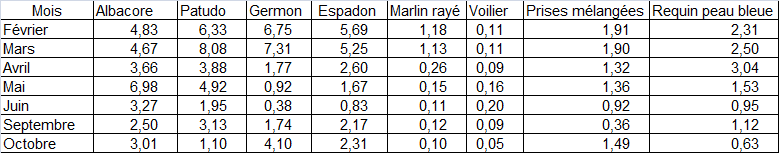 Mois Albacore Patudo Germon Espadon Marlin rayé Voilier Prises mélangées Requin peau bleue
Février 4,83 6,33 6,75 5,69 1,18 0,11 1,91 2,31
Mars 4,67 8,08 7,31 5,25 1,13 0,11 1,90 2,50
Avril 3,66 3,88 1,77 2,60 0,26 0,09 1,32 3,04
Mai 6,98 4,92 0,92 1,67 0,15 0,16 1,36 1,53
Juin 3,27 1,95 0,38 0,83 0,11 0,20 0,92 0,95
Septembre 2,50 3,13 1,74 2,17 0,12 0,09 0,36 1,12
Octobre 3,01 1,10 4,10 2,31 0,10 0,05 1,49 0,63